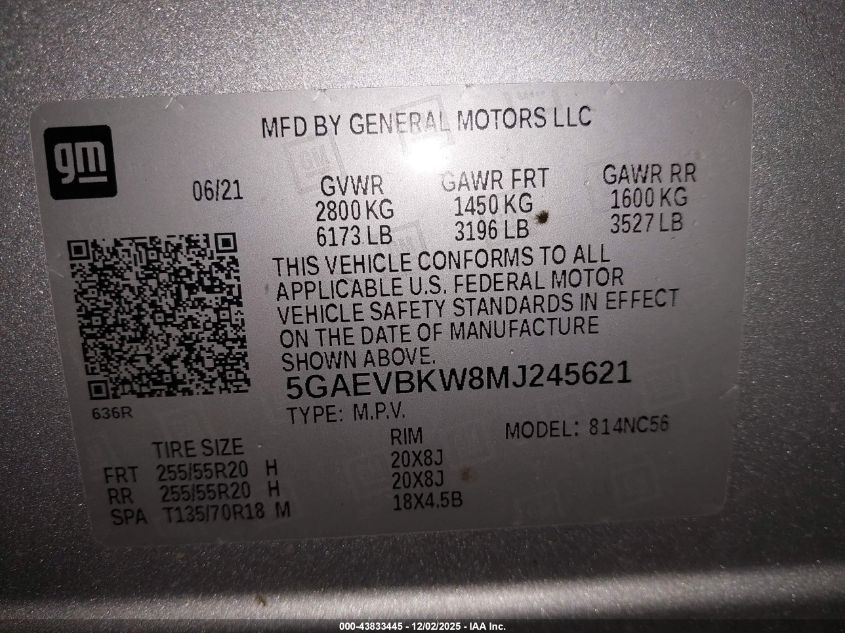 gm
MFD BY GENERAL MOTORS LLC
06/21
GVWR GAWR FRT GAWR RR
2800 KG 1450 KG 1600 KG
6173 LB 3196 LB 3527 LB
THIS VEHICLE CONFORMS TO ALL
APPLICABLE U.S. FEDERAL MOTOR
VEHICLE SAFETY STANDARDS IN EFFECT
ON THE DATE OF MANUFACTURE
SHOWN ABOVE.
5GAEVBKW8MJ245621
636R
TYPE: M.P.V.
MODEL: 814NC56
TIRE SIZE RIM
FRT 255/55R20 H 20X8J
RR 255/55R20 H 20X8J
SPA T135/70R18 M 18X4.5B
000-43833445 - 12/02/2025 - IAA Inc.